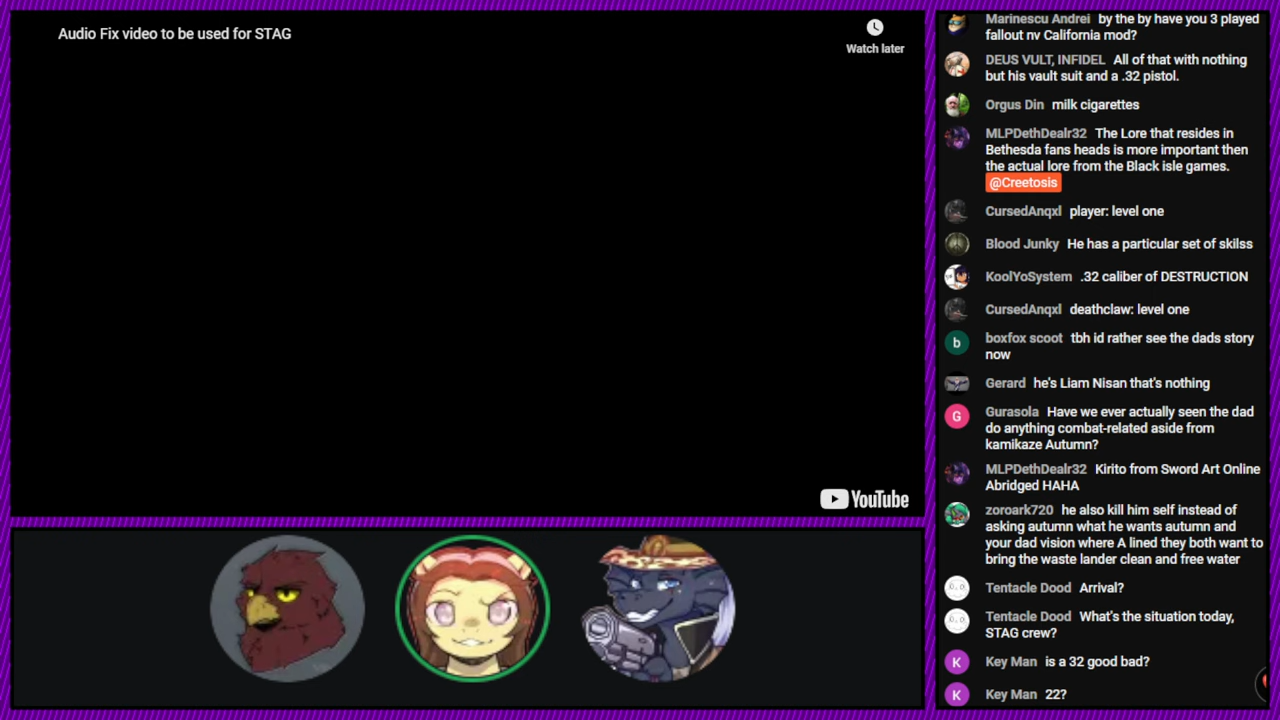 Audio Fix video to be used for STAG
Watch later
YouTube
Marinescu Andrei by the by have you 3 played
fallout nv California mod?
DEUS VULT, INFIDEL All of that with nothing
but his vault suit and a .32 pistol.
Orgus Din milk cigarettes
MLPDethDealr32 The Lore that resides in
Bethesda fans heads is more important then
the actual lore from the Black isle games.
@Creetosis
CursedAnqxl player: level one
Blood Junky He has a particular set of skilss
KoolYoSystem .32 caliber of DESTRUCTION
CursedAnqxl deathclaw: level one
b
boxfox scoot tbh id rather see the dads story
now
Gerard he's Liam Nisan that's nothing
G
Gurasola Have we ever actually seen the dad
do anything combat-related aside from
kamikaze Autumn?
MLPDethDealr32 Kirito from Sword Art Online
Abridged HAHA
zoroark720 he also kill him self instead of
asking autumn what he wants autumn and
your dad vision where A lined they both want to
bring the waste lander clean and free water
Tentacle Dood Arrival?
Tentacle Dood What's the situation today,
STAG crew?
K
Key Man is a 32 good bad?
K
Key Man 22?